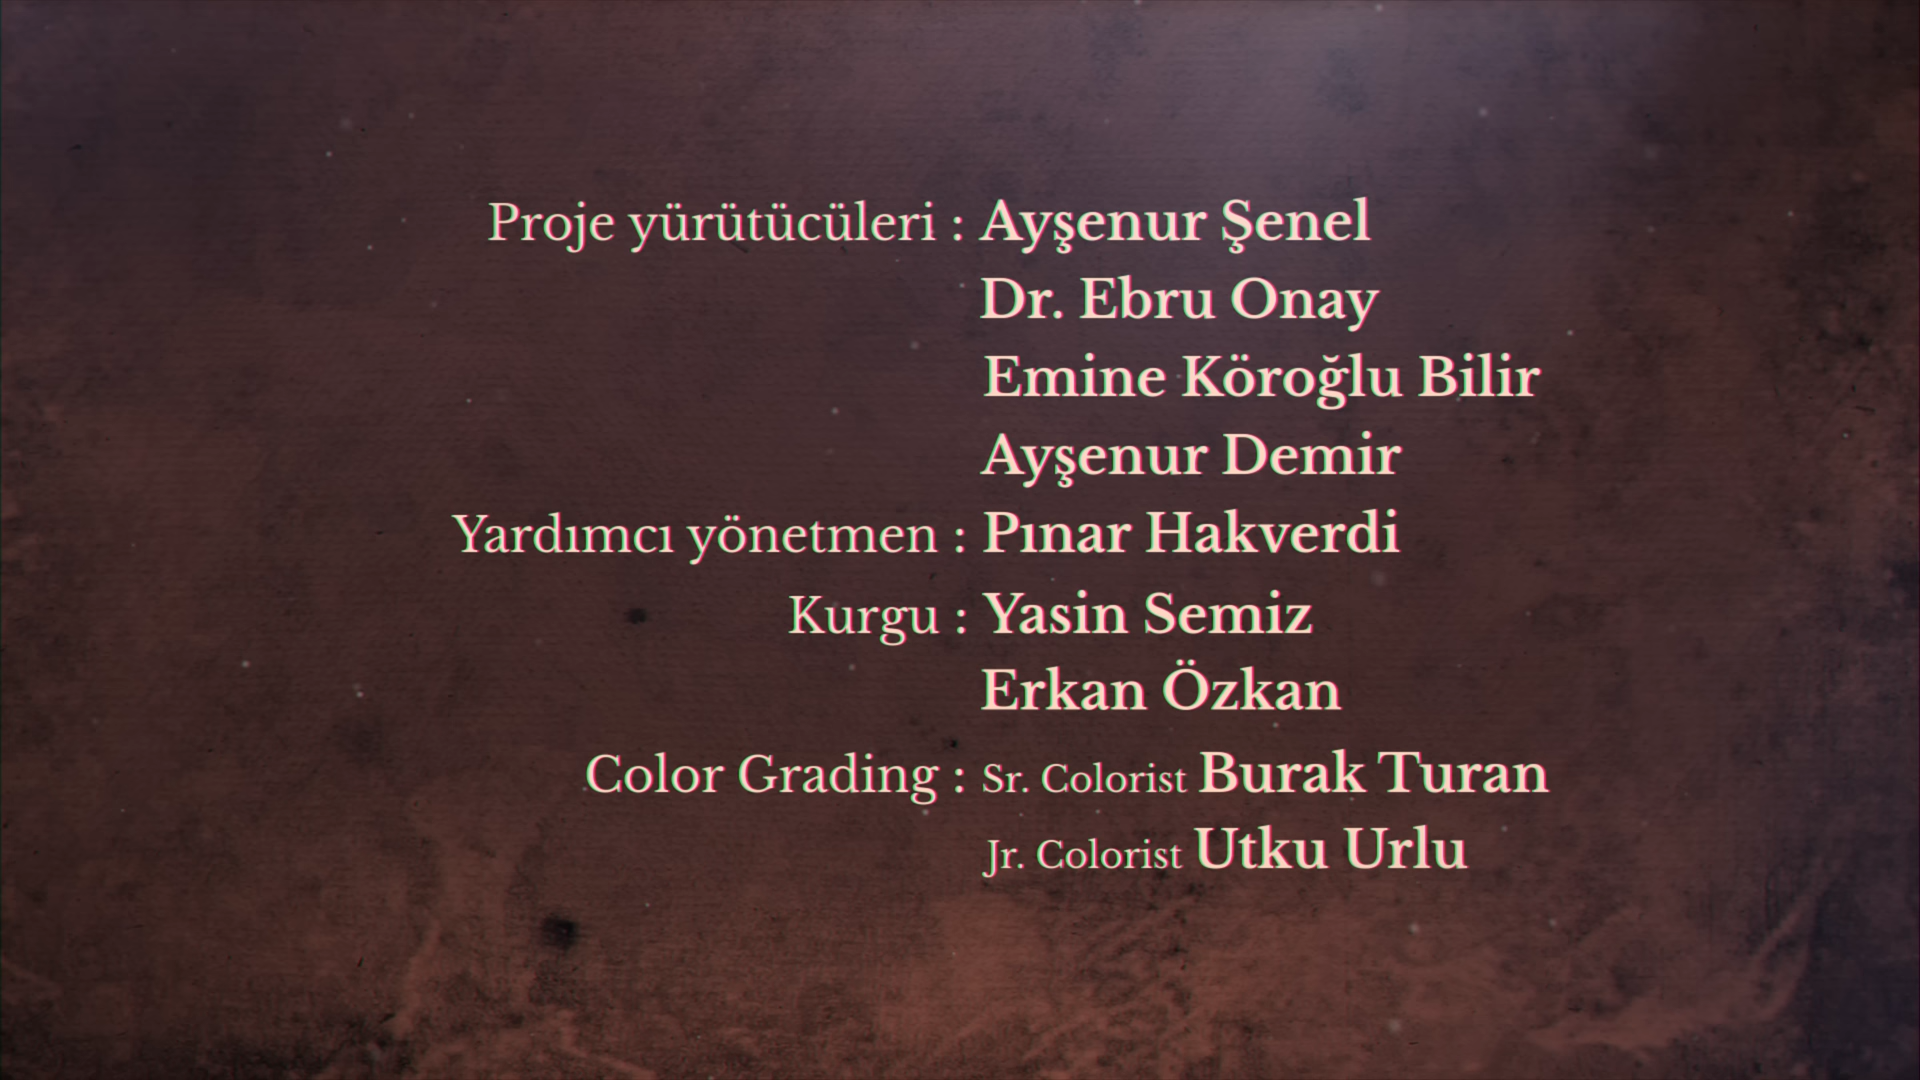 Proje yürütücüleri : Ayşenur Şenel
Dr. Ebru Onay
Emine Köroğlu Bilir
Ayşenur Demir
Yardımcı yönetmen : Pınar Hakverdi
Kurgu : Yasin Semiz
Erkan Özkan
Color Grading : Sr. Colorist Burak Turan
Jr. Colorist Utku Urlu